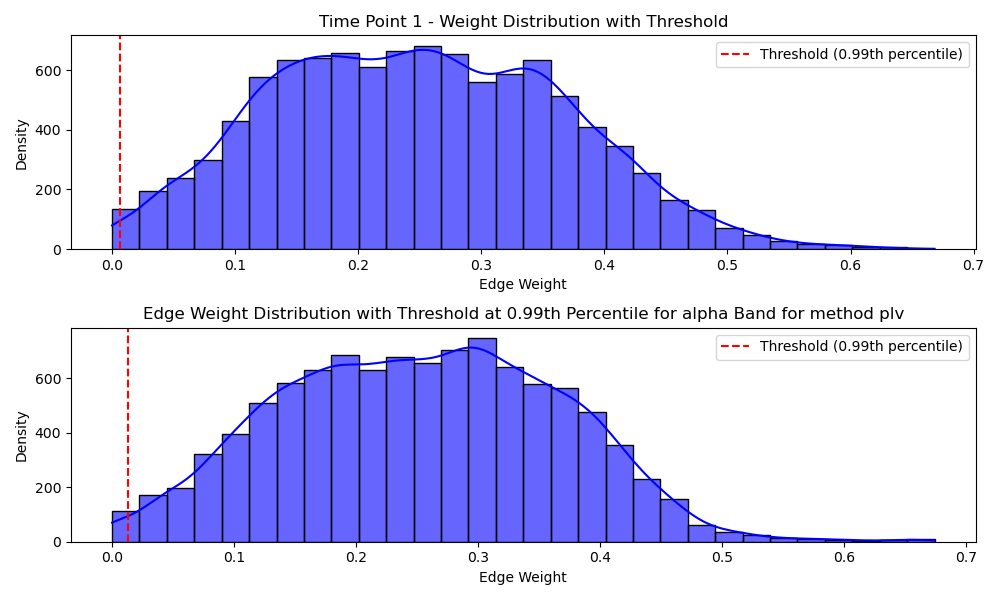 Time Point 1 - Weight Distribution with Threshold
Threshold (0.99th percentile)
Density
600
400
200
0
0.0 0.1 0.2 0.3 0.4 0.5 0.6 0.7
Edge Weight
Edge Weight Distribution with Threshold at 0.99th Percentile for alpha Band for method plv
Threshold (0.99th percentile)
Density
600
400
200
0
0.0 0.1 0.2 0.3 0.4 0.5 0.6 0.7
Edge Weight